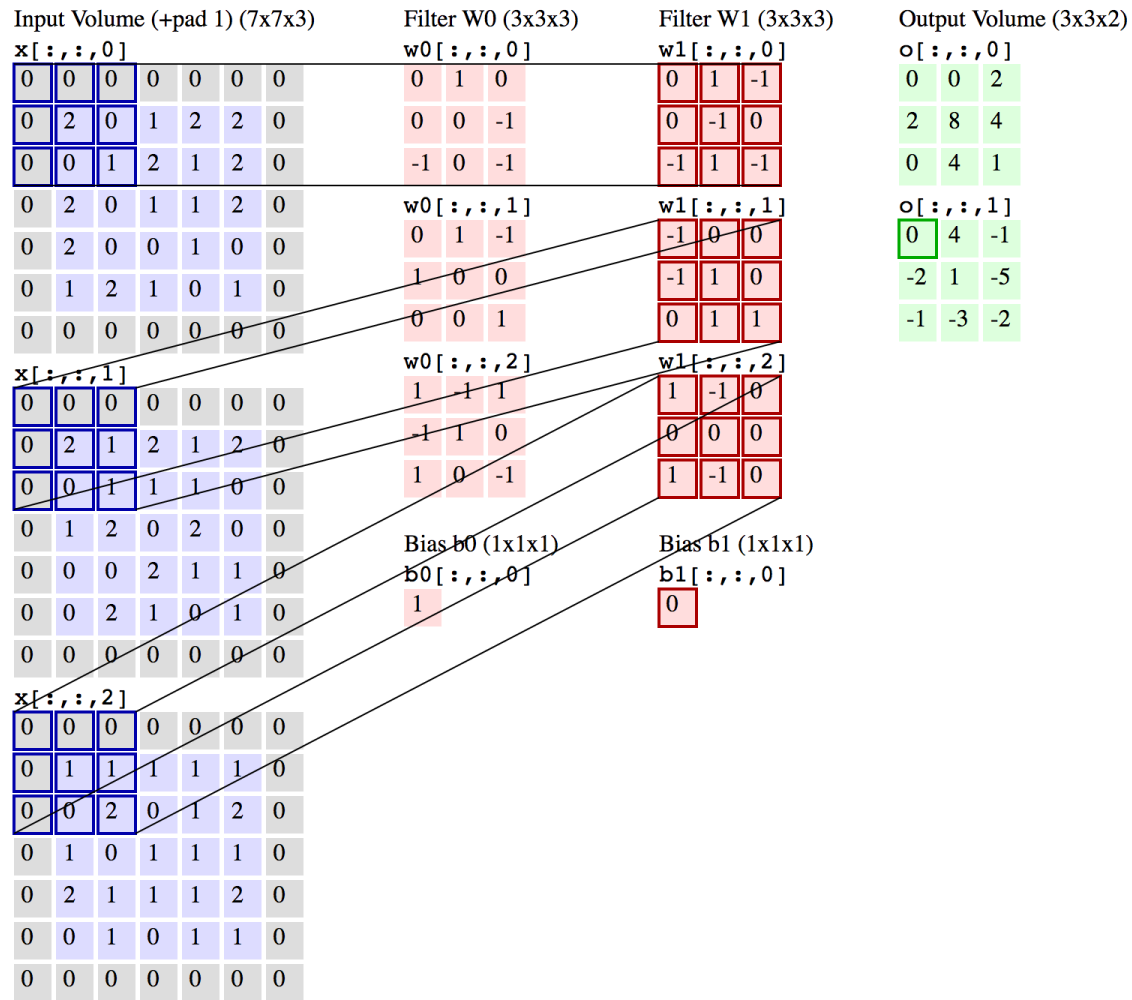 Input Volume (+pad 1) (7x7x3)
x[:,:,0]
0 0 0 0 0 0 0
0 2 0 1 2 2 0
0 0 1 2 1 2 0
0 2 0 1 1 2 0
0 2 0 0 1 0 0
0 1 2 1 0 1 0
0 0 0 0 0 0 0
x[:,:,1]
0 0 0 0 0 0 0
0 2 1 2 1 2 0
0 0 1 1 1 0 0
0 1 2 0 2 0 0
0 0 0 2 1 1 0
0 0 2 1 0 1 0
0 0 0 0 0 0 0
x[:,:,2]
0 0 0 0 0 0 0
0 1 1 1 1 1 0
0 0 2 0 1 2 0
0 1 0 1 1 1 0
0 2 1 1 1 2 0
0 0 1 0 1 1 0
0 0 0 0 0 0 0
Filter W0 (3x3x3)
w0[:,:,0]
0 1 0
0 0 -1
-1 0 -1
w0[:,:,1]
0 1 -1
1 0 0
0 0 1
w0[:,:,2]
1 -1 1
-1 1 0
1 0 -1
Bias b0 (1x1x1)
b0[:,:,0]
1
Filter W1 (3x3x3)
w1[:,:,0]
0 1 -1
0 -1 0
-1 1 -1
w1[:,:,1]
-1 0 0
-1 1 0
0 1 1
w1[:,:,2]
1 -1 0
0 0 0
1 -1 0
Bias b1 (1x1x1)
b1[:,:,0]
0
Output Volume (3x3x2)
o[:,:,0]
0 0 2
2 8 4
0 4 1
o[:,:,1]
0 4 -1
-2 1 -5
-1 -3 -2